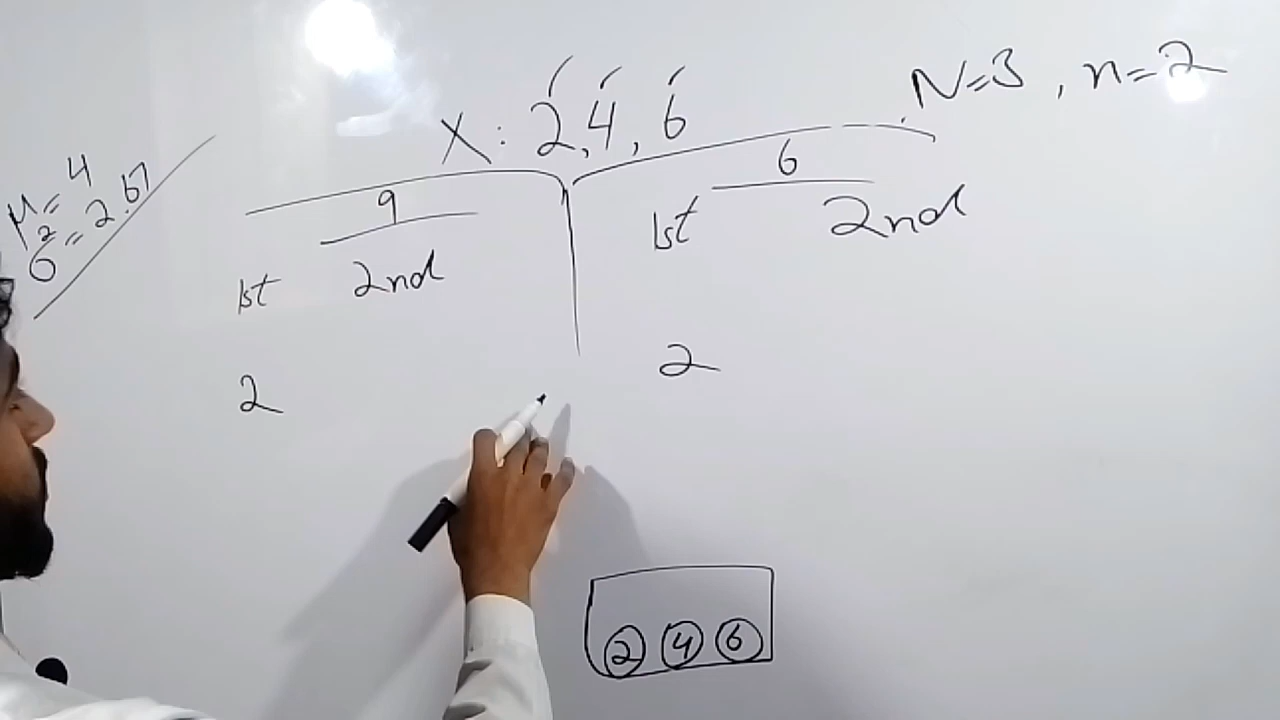 X : 2, 4, 6
N=3 , n=2
μ = 4
σ² = 2.67
9
1st 2nd
2
6
1st 2nd
2
2 4 6